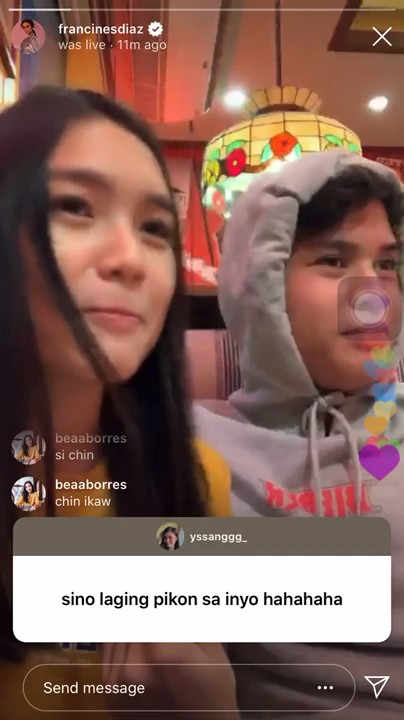 francinesdiaz
was live · 11m ago
beaaborres
si chin
beaaborres
chin ikaw
yssanggg_
sino laging pikon sa inyo hahahaha
Send message